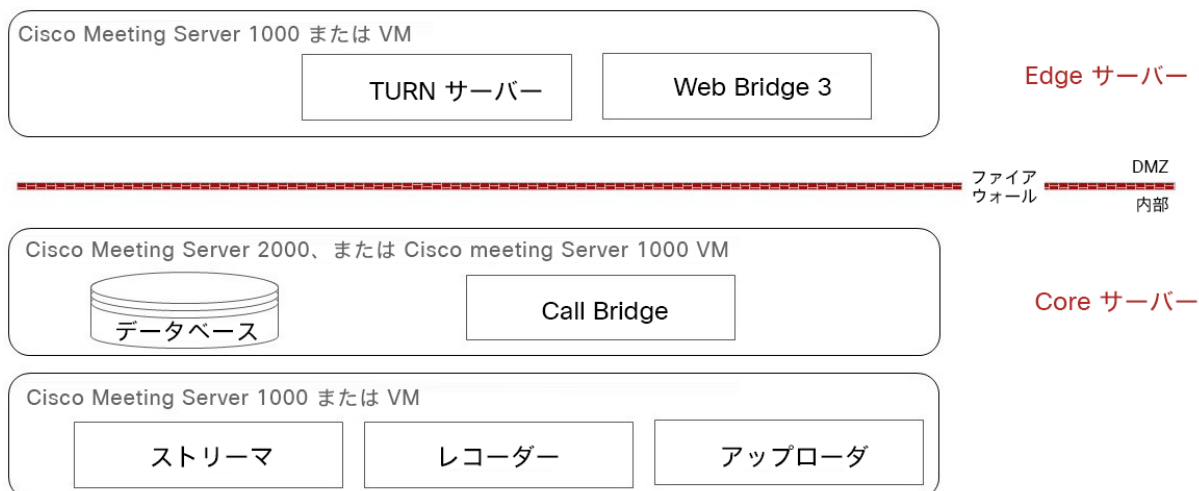 Cisco Meeting Server 1000 または VM
TURN サーバー
Web Bridge 3
Edge サーバー
ファイア
ウォール
DMZ
内部
Cisco Meeting Server 2000、または Cisco meeting Server 1000 VM
データベース
Call Bridge
Core サーバー
Cisco Meeting Server 1000 または VM
ストリーマ
レコーダー
アップローダ